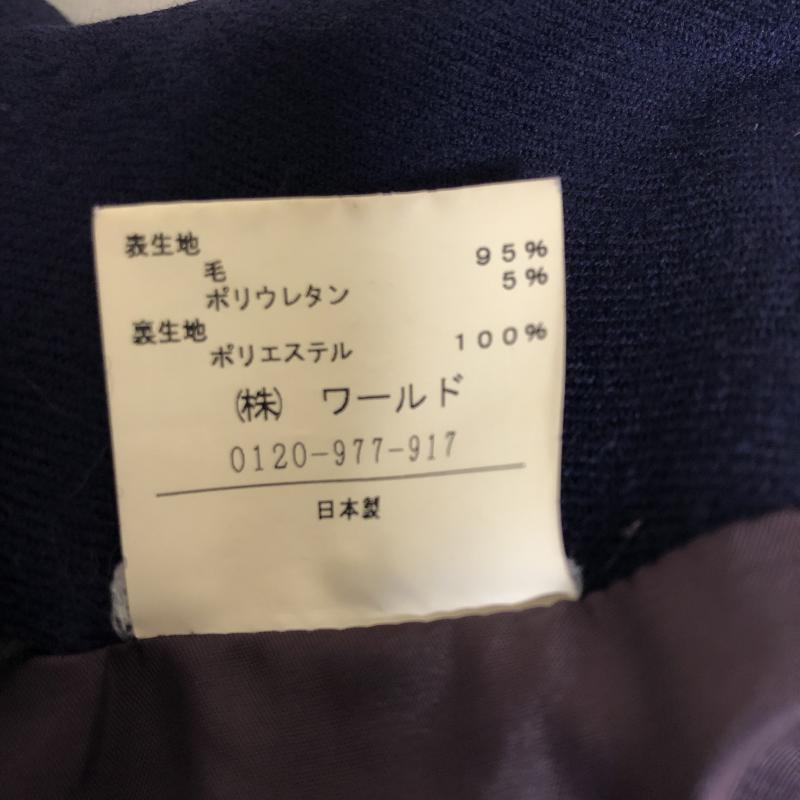 表生地
毛 95%
ポリウレタン 5%
裏生地
ポリエステル 100%
㈱ ワールド
0120-977-917
日本製